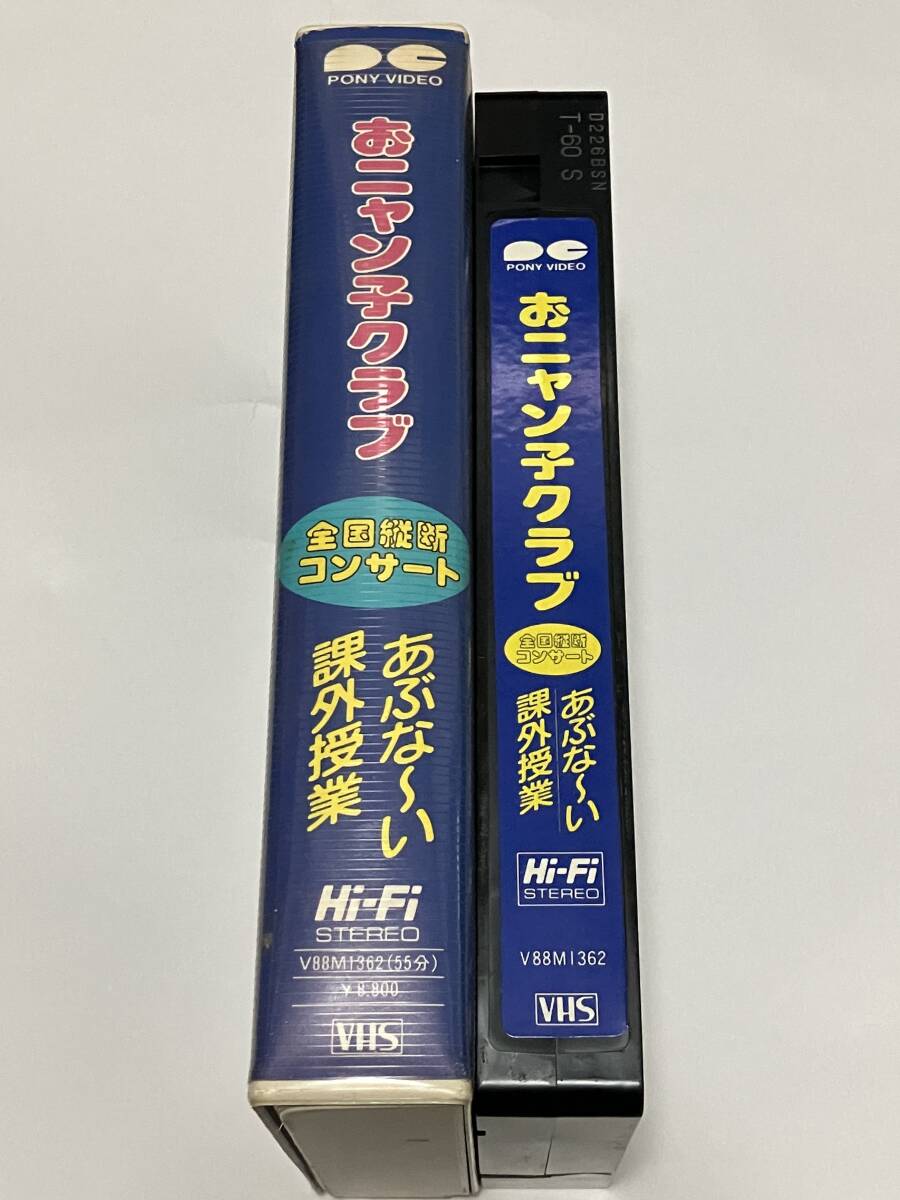 PONY VIDEO
おニャン子クラブ
全国縦断
コンサート
あぶな〜い
課外授業
Hi-Fi
STEREO
V88M1362(55分)
¥8,800
VHS
D226BSN
T-60 S
PONY VIDEO
おニャン子クラブ
全国縦断
コンサート
あぶな〜い
課外授業
Hi-Fi
STEREO
V88M1362
VHS